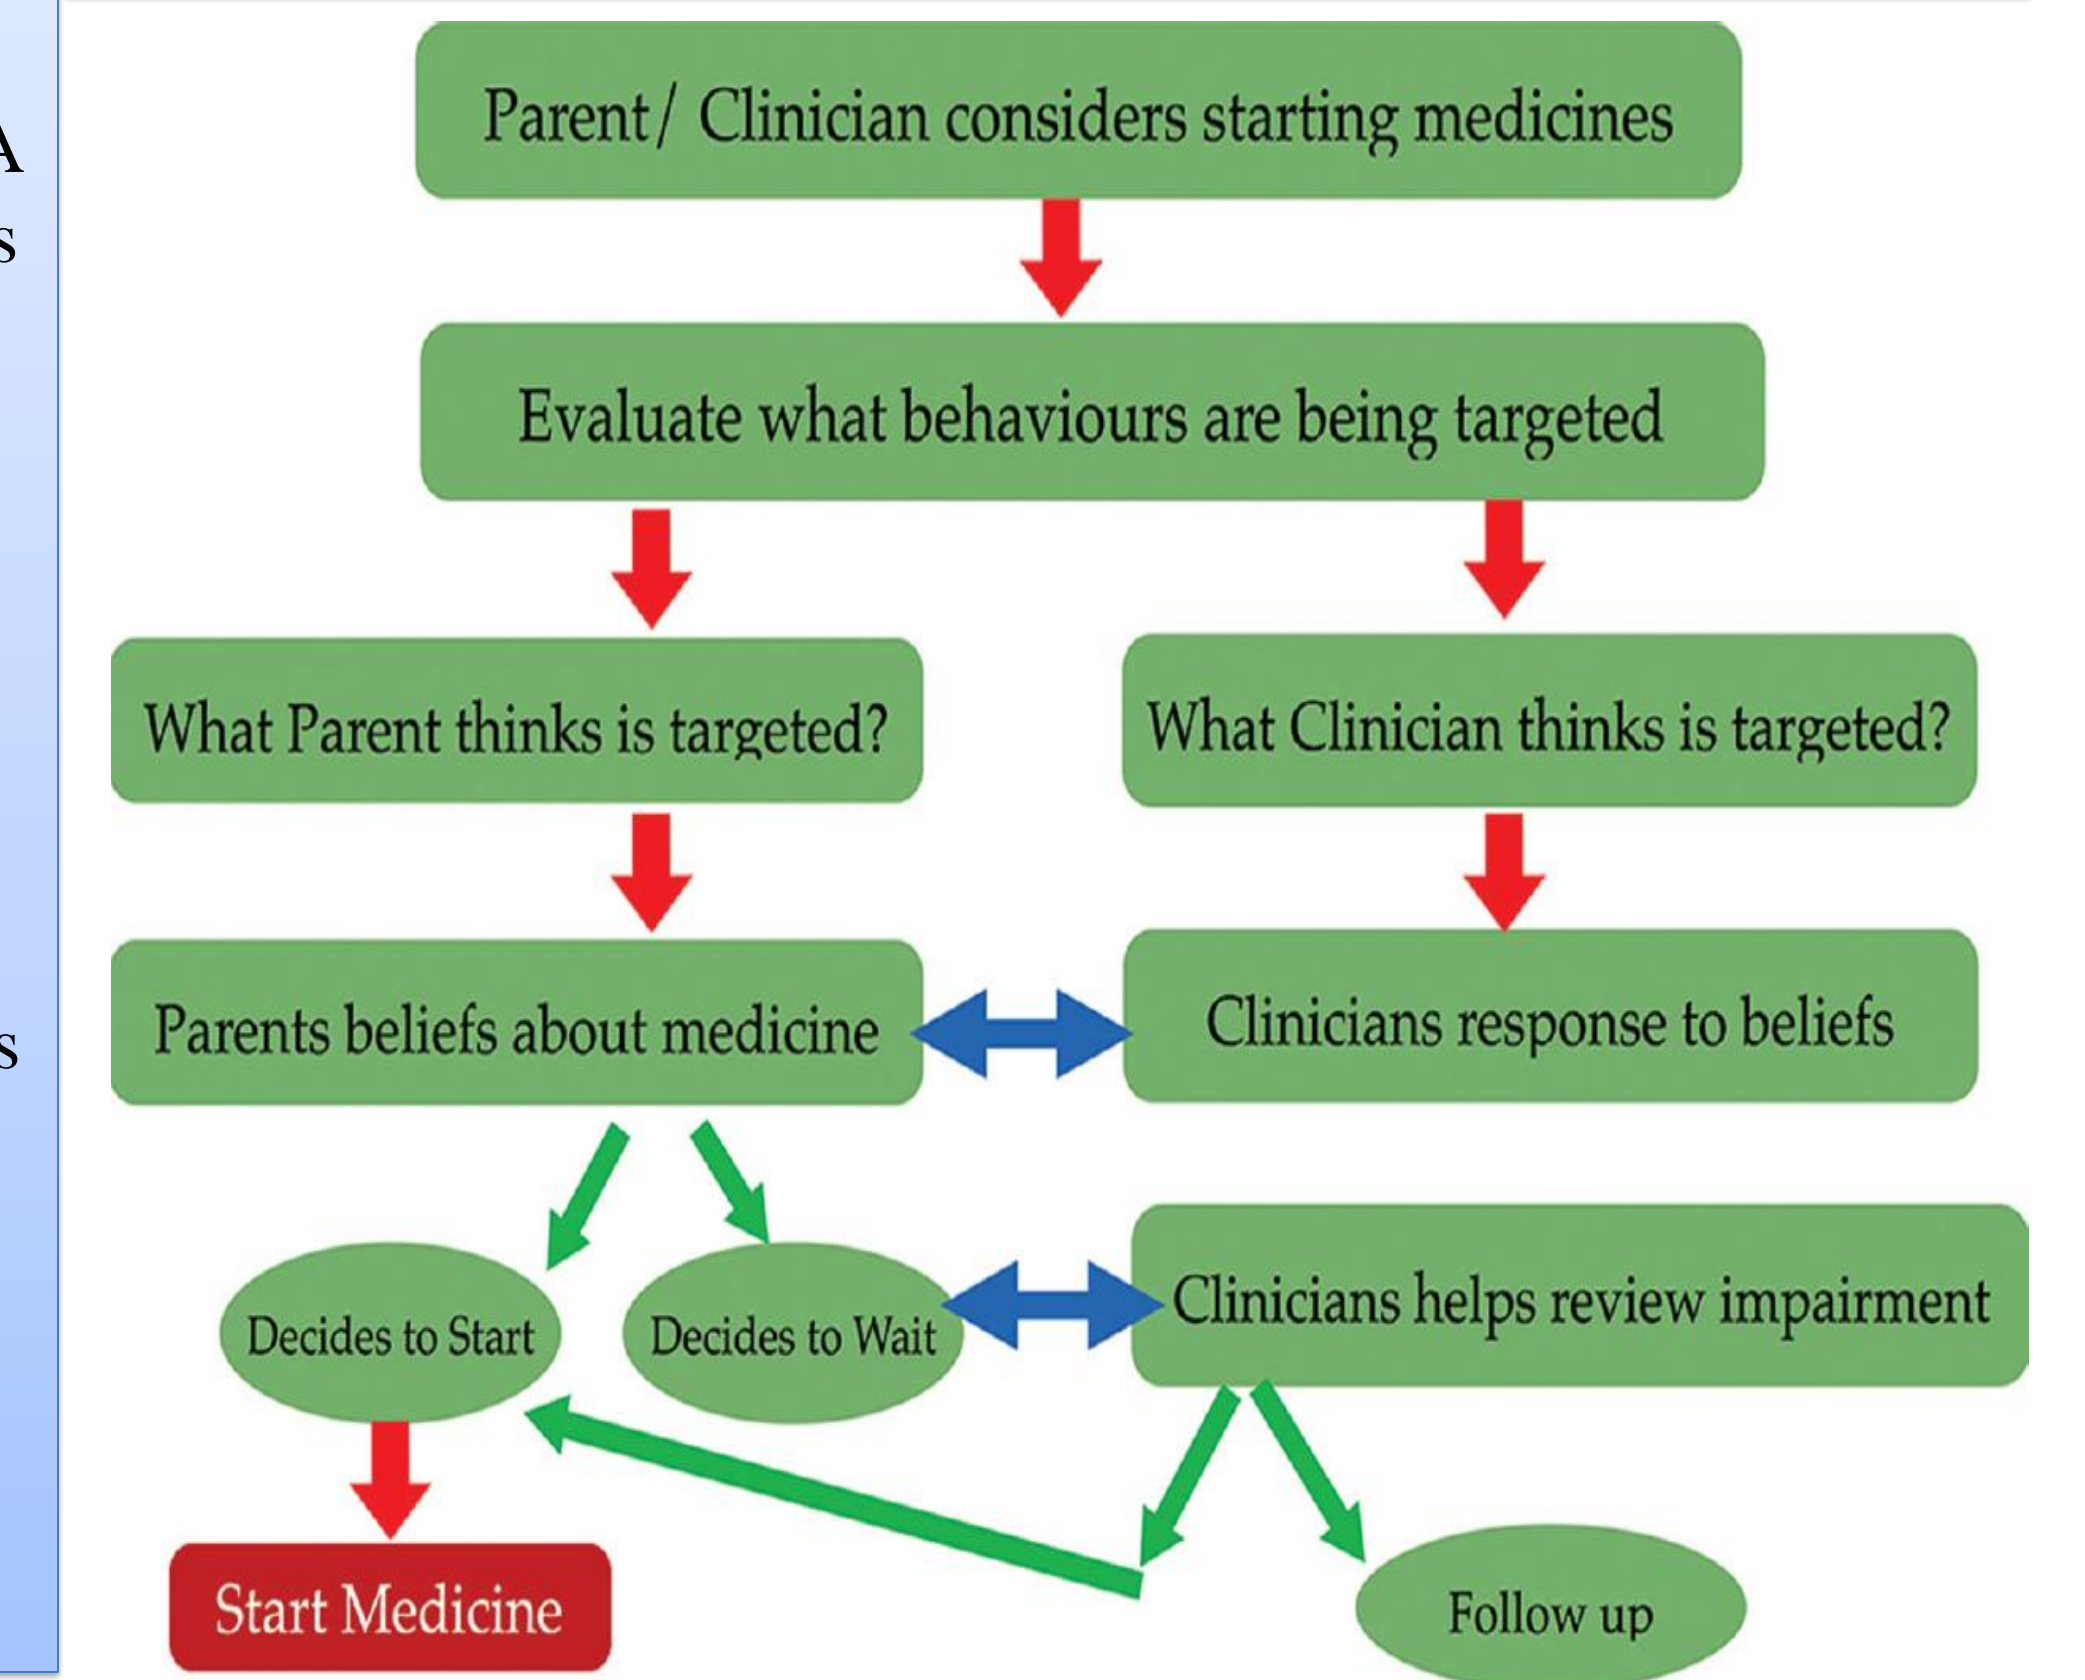 A
s
s
Parent/ Clinician considers starting medicines
Evaluate what behaviours are being targeted
What Parent thinks is targeted?
What Clinician thinks is targeted?
Parents beliefs about medicine
Clinicians response to beliefs
Decides to Start
Decides to Wait
Clinicians helps review impairment
Start Medicine
Follow up